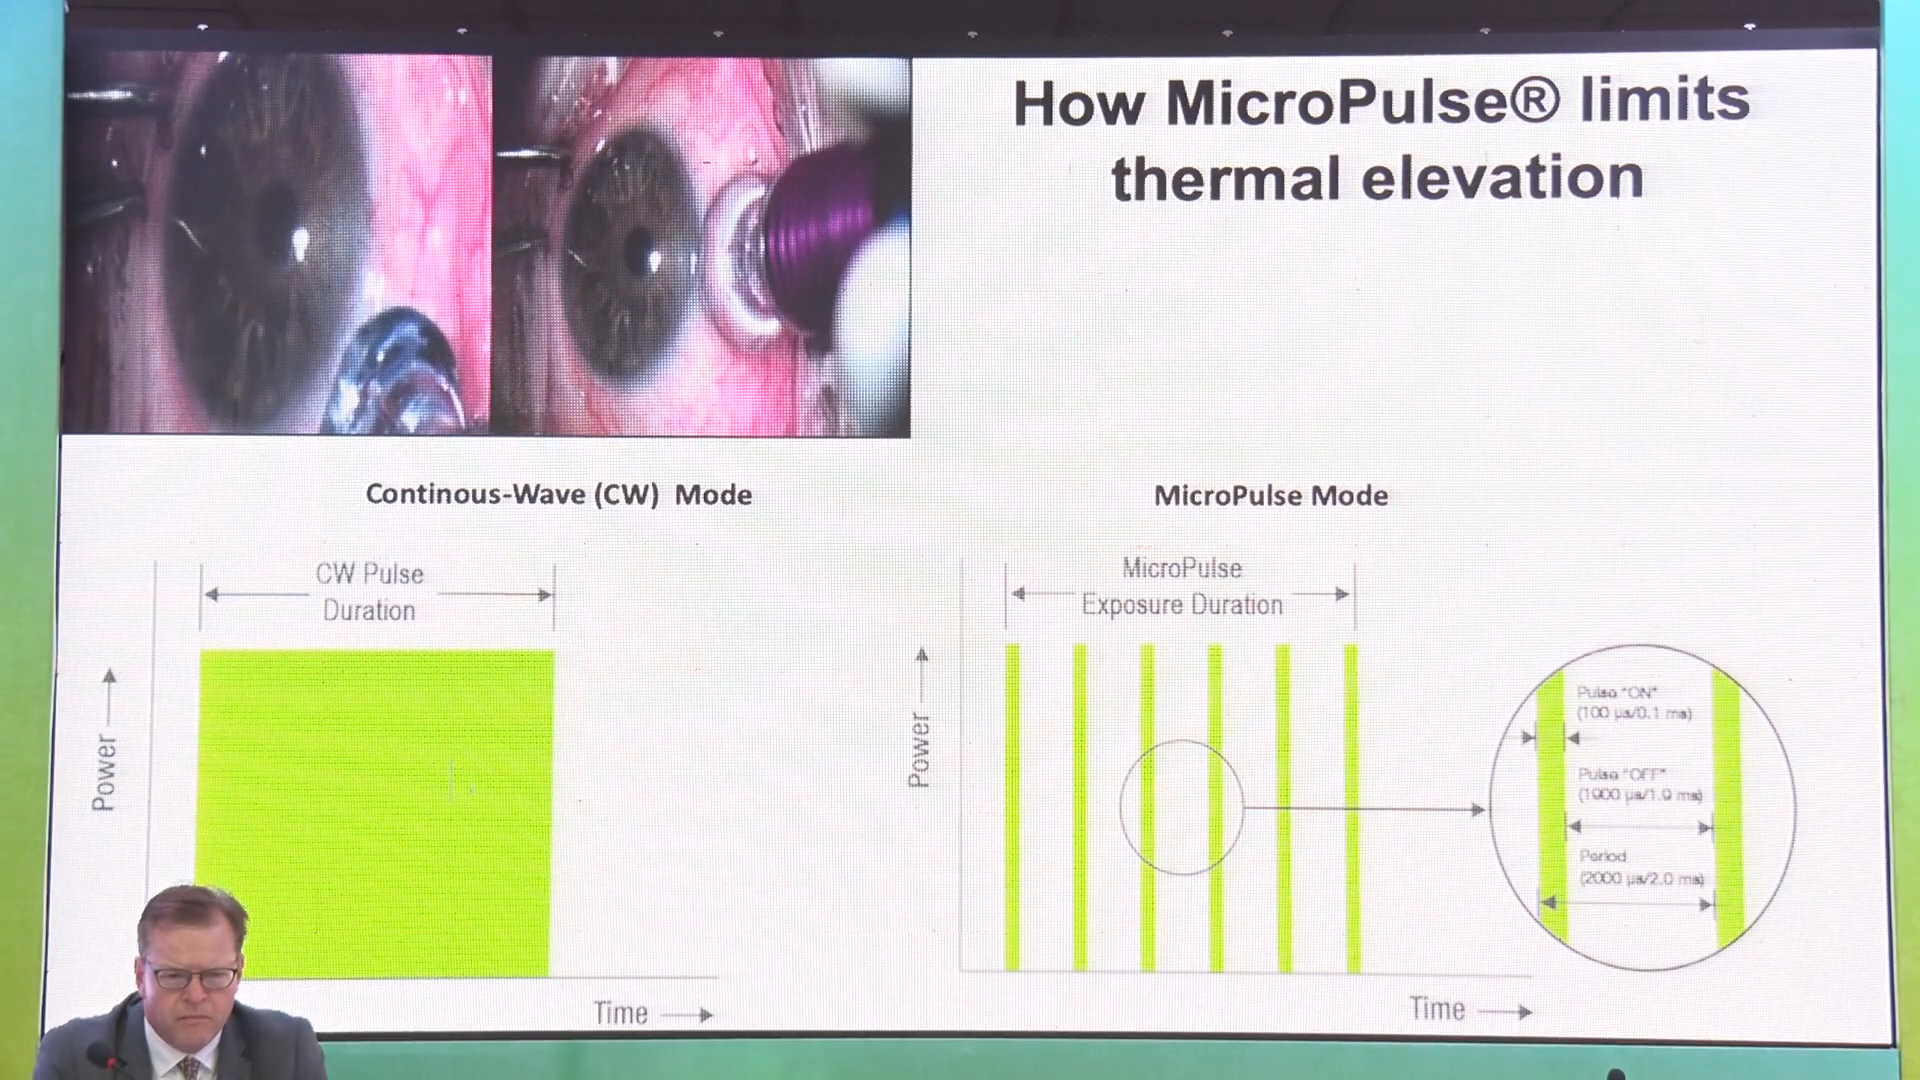 How MicroPulse® limits
thermal elevation
Continous-Wave (CW) Mode
CW Pulse
Duration
Power
Time
MicroPulse Mode
MicroPulse
Exposure Duration
Power
Time
Pulse "ON"
(100 µs/0.1 ms)
Pulse "OFF"
(1900 µs/1.9 ms)
Period
(2000 µs/2.0 ms)